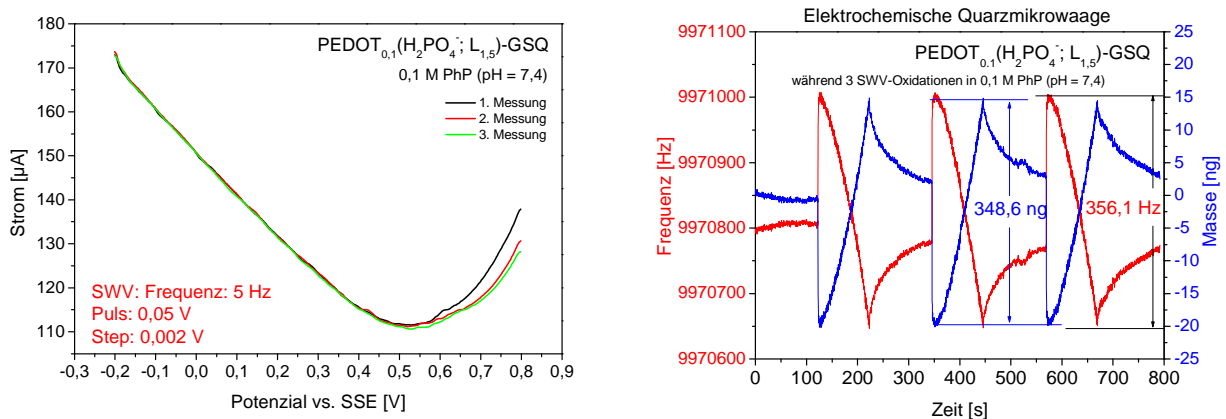 180
170
160
150
140
130
120
110
Strom [µA]
PEDOT0,1(H2PO4-; L1,5)-GSQ
0,1 M PhP (pH = 7,4)
1. Messung
2. Messung
3. Messung
SWV: Frequenz: 5 Hz
Puls: 0,05 V
Step: 0,002 V
-0,3 -0,2 -0,1 0,0 0,1 0,2 0,3 0,4 0,5 0,6 0,7 0,8 0,9
Potenzial vs. SSE [V]
Elektrochemische Quarzmikrowaage
9971100
9971000
9970900
9970800
9970700
9970600
Frequenz [Hz]
PEDOT0.1(H2PO4-; L1,5)-GSQ
während 3 SWV-Oxidationen in 0,1 M PhP (pH = 7,4)
348,6 ng
356,1 Hz
25
20
15
10
5
0
-5
-10
-15
-20
-25
Masse [ng]
0 100 200 300 400 500 600 700 800
Zeit [s]